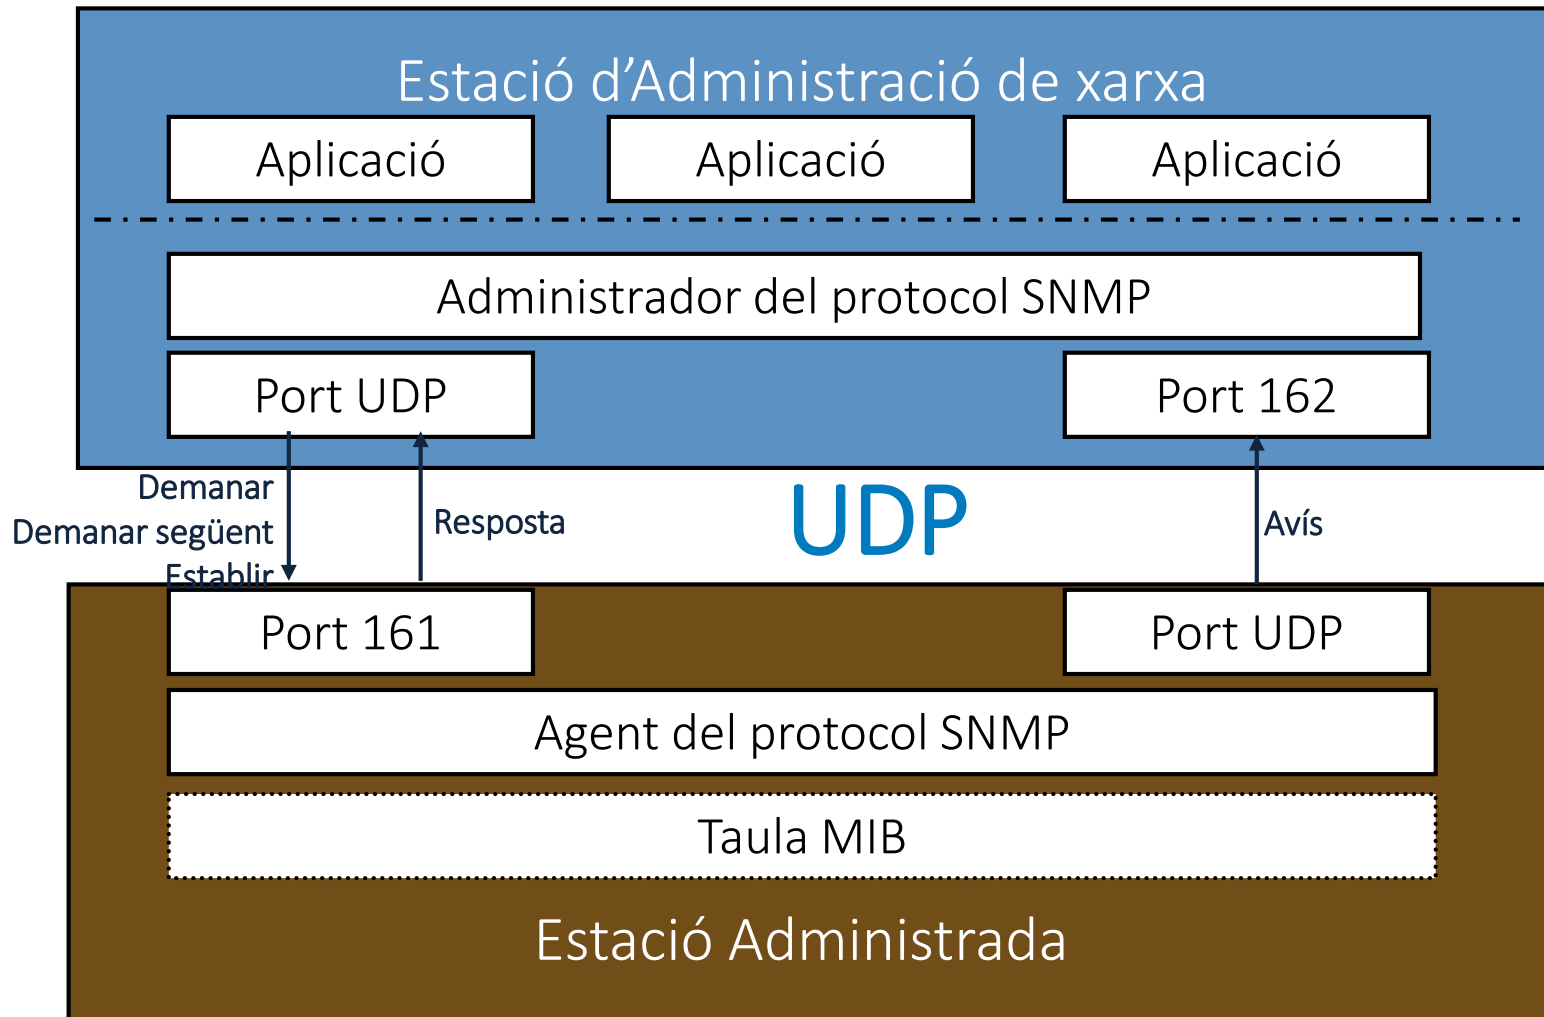 Estació d’Administració de xarxa
Aplicació
Aplicació
Aplicació
Administrador del protocol SNMP
Port UDP
Port 162
Demanar
Demanar següent
Establir
Resposta
UDP
Avís
Port 161
Port UDP
Agent del protocol SNMP
Taula MIB
Estació Administrada